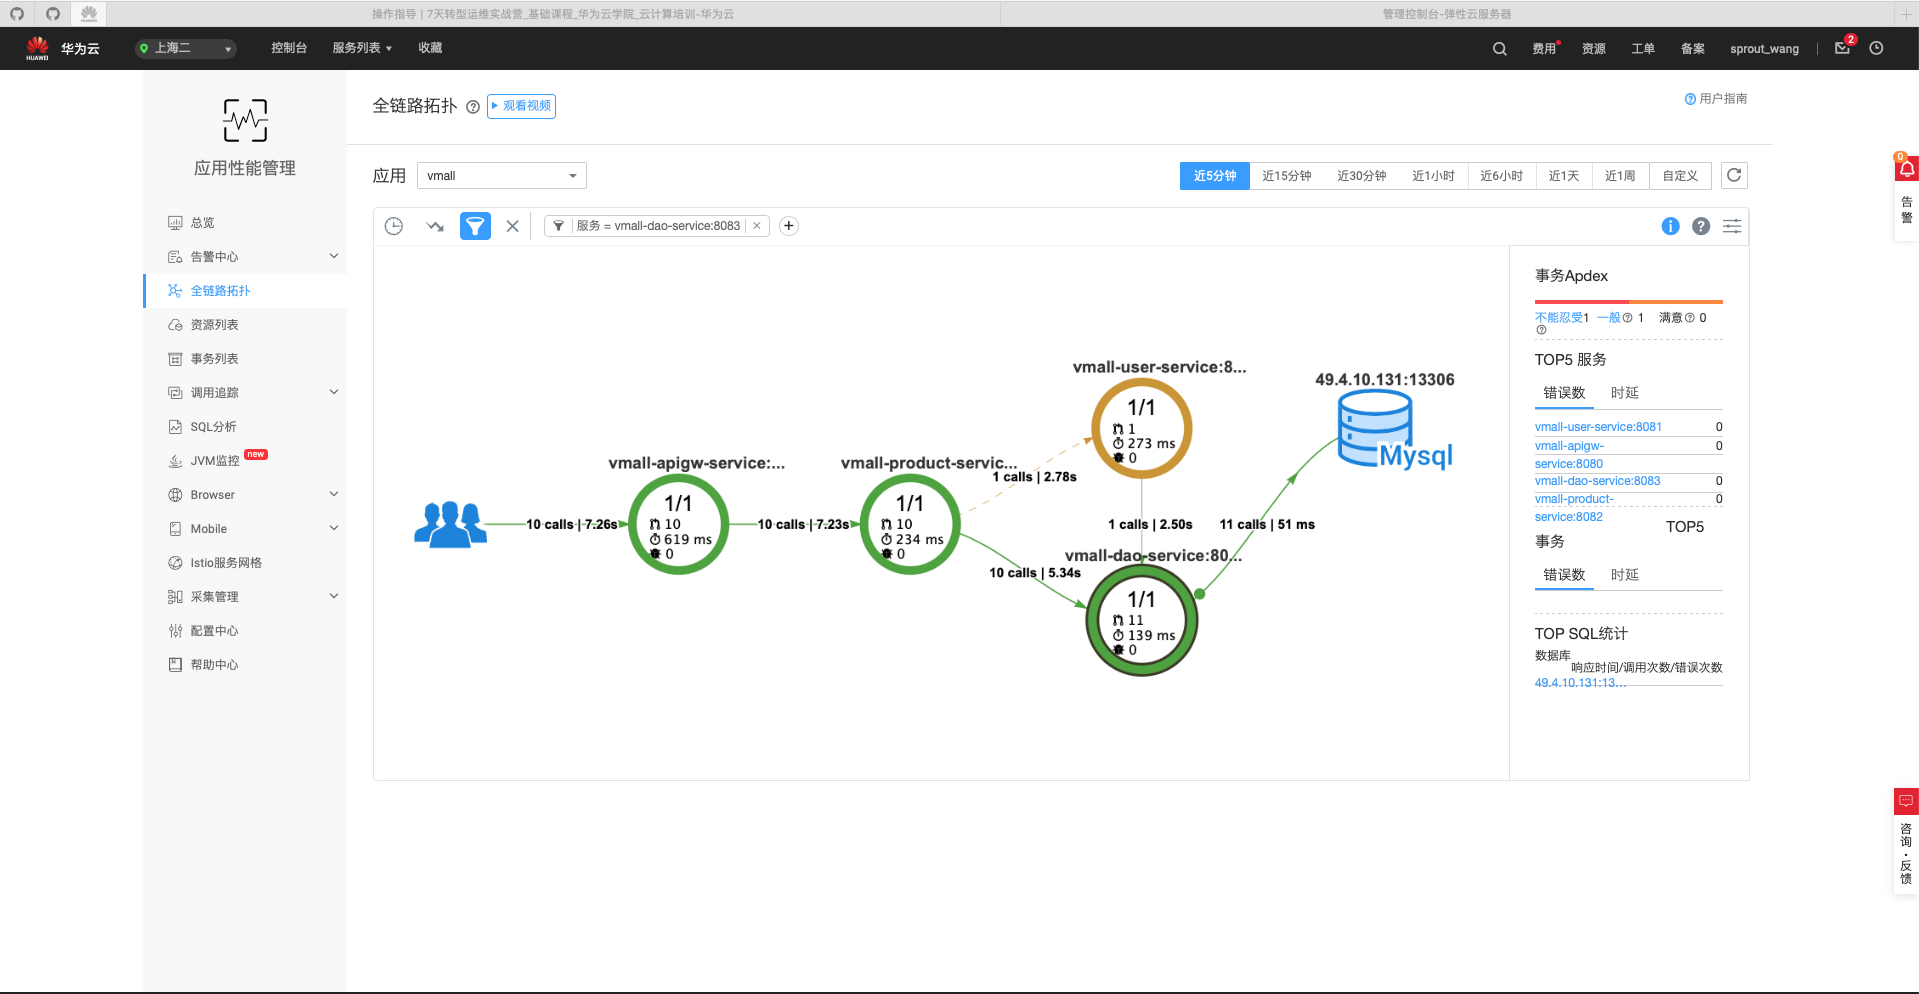 操作指导 | 7天转型运维实战营_基础课程_华为云学院_云计算培训-华为云
管理控制台-弹性云服务器
HUAWEI
华为云
上海二
控制台
服务列表
收藏
费用
资源
工单
备案
sprout_wang
2
全链路拓扑
观看视频
用户指南
应用性能管理
总览
告警中心
全链路拓扑
资源列表
事务列表
调用追踪
SQL分析
JVM监控
new
Browser
Mobile
Istio服务网格
采集管理
配置中心
帮助中心
应用
vmall
近5分钟
近15分钟
近30分钟
近1小时
近6小时
近1天
近1周
自定义
服务 = vmall-dao-service:8083
vmall-user-service:8...
1/1
1
273 ms
0
49.4.10.131:13306
Mysql
vmall-apigw-service:...
1/1
10
619 ms
0
vmall-product-servic...
1/1
10
234 ms
0
1 calls | 2.78s
10 calls | 7.26s
10 calls | 7.23s
1 calls | 2.50s
11 calls | 51 ms
10 calls | 5.34s
vmall-dao-service:80...
1/1
11
139 ms
0
事务Apdex
不能忍受1
一般 1
满意 0
TOP5 服务
错误数
时延
vmall-user-service:8081 0
vmall-apigw- 0
service:8080
vmall-dao-service:8083 0
vmall-product- 0
service:8082
TOP5
事务
错误数
时延
TOP SQL统计
数据库
响应时间/调用次数/错误次数
49.4.10.131:13...
0
告警
咨询·反馈